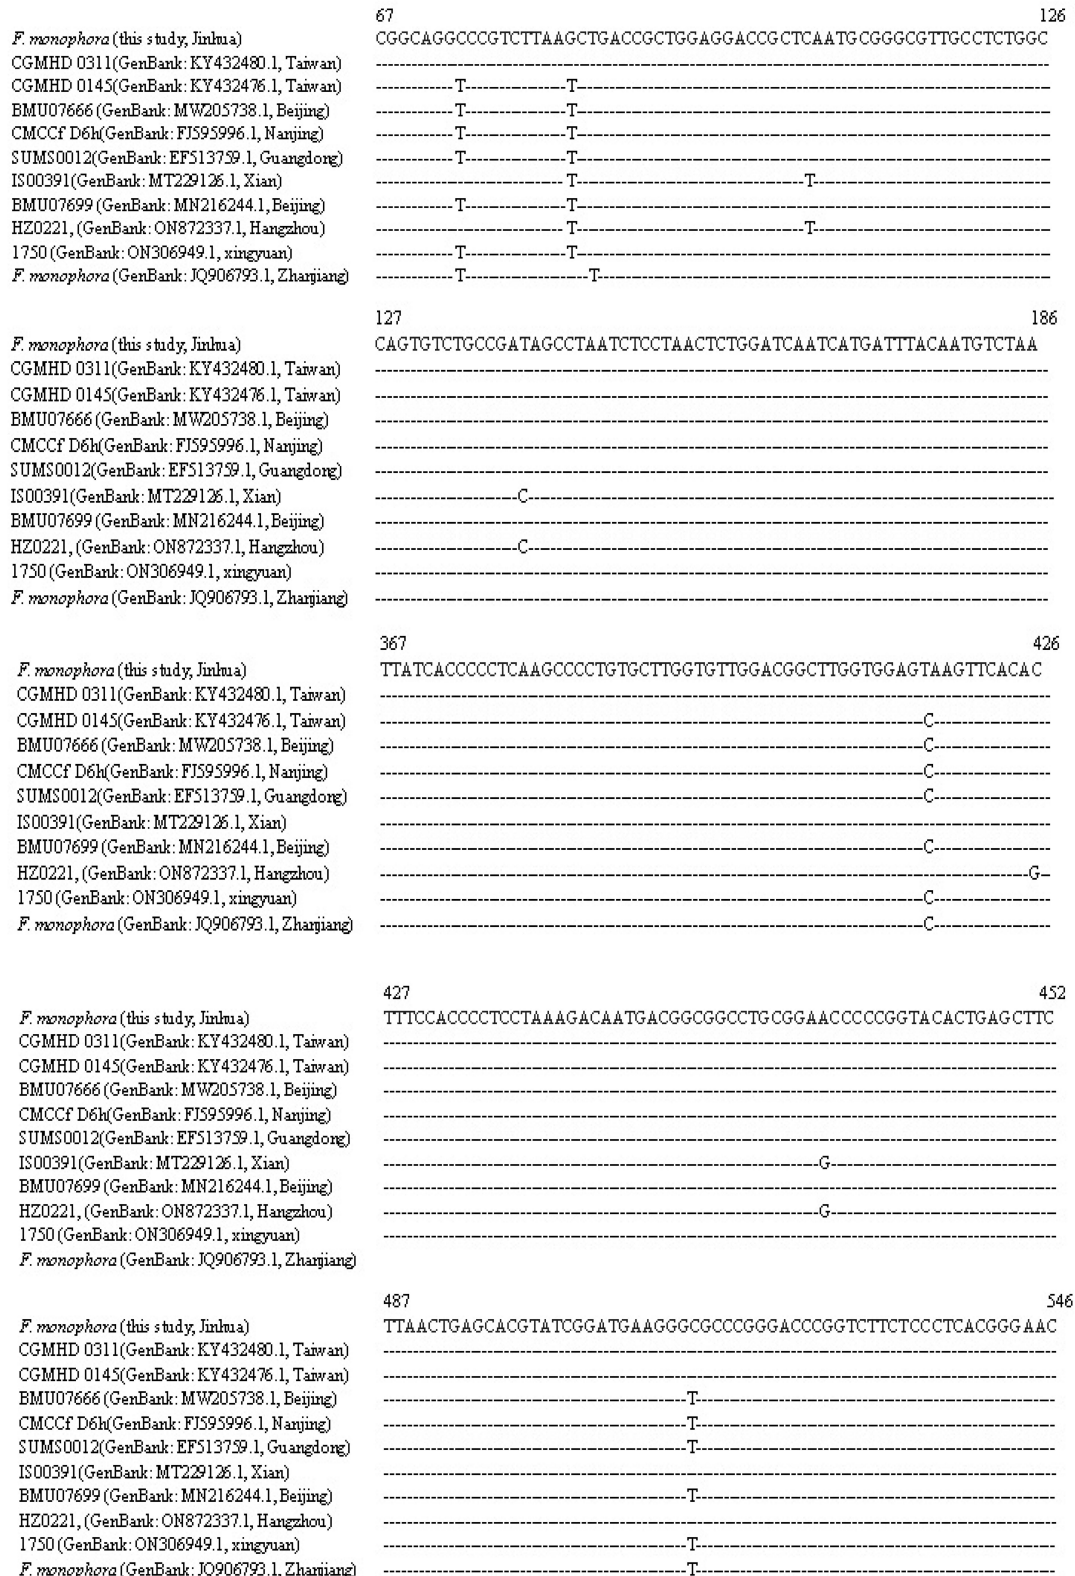 67 126
F. monophora (this study, Jinhua) CGGCAGGCCCGTCTTAAGCTGACCGCTGGAGGACCGCTCAATGCGGGCGTTGCCTCTGGC
CGMHD 0311(GenBank: KY432480.1, Taiwan) ------------------------------------------------------------
CGMHD 0145(GenBank: KY432476.1, Taiwan) -------T----------T-----------------------------------------
BMU07666 (GenBank: MW205738.1, Beijing) -------T----------T-----------------------------------------
CMCCf D6h(GenBank: FJ595996.1, Nanjing) -------T----------T-----------------------------------------
SUMS0012(GenBank: EF513759.1, Guangdong) -------T----------T-----------------------------------------
IS00391(GenBank: MT229126.1, Xian) ------------------T-------------------T---------------------
BMU07699 (GenBank: MN216244.1, Beijing) -------T----------T-----------------------------------------
HZ0221, (GenBank: ON872337.1, Hangzhou) ------------------T-------------------T---------------------
1750 (GenBank: ON306949.1, xingyuan) -------T----------T-----------------------------------------
F. monophora (GenBank: JQ906793.1, Zhanjiang) -------T------------T---------------------------------------
127 186
F. monophora (this study, Jinhua) CAGTGTCTGCCGATAGCCTAATCTCCTAACTCTGGATCAATCATGATTTACAATGTCTAA
CGMHD 0311(GenBank: KY432480.1, Taiwan) ------------------------------------------------------------
CGMHD 0145(GenBank: KY432476.1, Taiwan) ------------------------------------------------------------
BMU07666 (GenBank: MW205738.1, Beijing) ------------------------------------------------------------
CMCCf D6h(GenBank: FJ595996.1, Nanjing) ------------------------------------------------------------
SUMS0012(GenBank: EF513759.1, Guangdong) ------------------------------------------------------------
IS00391(GenBank: MT229126.1, Xian) -------------C----------------------------------------------
BMU07699 (GenBank: MN216244.1, Beijing) ------------------------------------------------------------
HZ0221, (GenBank: ON872337.1, Hangzhou) -------------C----------------------------------------------
1750 (GenBank: ON306949.1, xingyuan) ------------------------------------------------------------
F. monophora (GenBank: JQ906793.1, Zhanjiang) ------------------------------------------------------------
367 426
F. monophora (this study, Jinhua) TTATCACCCCCTCAAGCCCCTGTGCTTGGTGTTGGACGGCTTGGTGGAGTAAGTTCACAC
CGMHD 0311(GenBank: KY432480.1, Taiwan) ------------------------------------------------------------
CGMHD 0145(GenBank: KY432476.1, Taiwan) -------------------------------------------------C----------
BMU07666 (GenBank: MW205738.1, Beijing) -------------------------------------------------C----------
CMCCf D6h(GenBank: FJ595996.1, Nanjing) -------------------------------------------------C----------
SUMS0012(GenBank: EF513759.1, Guangdong) -------------------------------------------------C----------
IS00391(GenBank: MT229126.1, Xian) ------------------------------------------------------------
BMU07699 (GenBank: MN216244.1, Beijing) -------------------------------------------------C----------
HZ0221, (GenBank: ON872337.1, Hangzhou) ----------------------------------------------------------G-
1750 (GenBank: ON306949.1, xingyuan) -------------------------------------------------C----------
F. monophora (GenBank: JQ906793.1, Zhanjiang) -------------------------------------------------C----------
427 452
F. monophora (this study, Jinhua) TTTCCACCCCTCCTAAAGACAATGACGGCGGCCTGCGGAACCCCCGGTACACTGAGCTTC
CGMHD 0311(GenBank: KY432480.1, Taiwan) ------------------------------------------------------------
CGMHD 0145(GenBank: KY432476.1, Taiwan) ------------------------------------------------------------
BMU07666 (GenBank: MW205738.1, Beijing) ------------------------------------------------------------
CMCCf D6h(GenBank: FJ595996.1, Nanjing) ------------------------------------------------------------
SUMS0012(GenBank: EF513759.1, Guangdong) ------------------------------------------------------------
IS00391(GenBank: MT229126.1, Xian) ---------------------------------------G--------------------
BMU07699 (GenBank: MN216244.1, Beijing) ------------------------------------------------------------
HZ0221, (GenBank: ON872337.1, Hangzhou) ---------------------------------------G--------------------
1750 (GenBank: ON306949.1, xingyuan) ------------------------------------------------------------
F. monophora (GenBank: JQ906793.1, Zhanjiang) ------------------------------------------------------------
487 546
F. monophora (this study, Jinhua) TTAACTGAGCACGTATCGGATGAAGGGCGCCCGGGACCCGGTCTTCTCCCTCACGGGAAC
CGMHD 0311(GenBank: KY432480.1, Taiwan) ------------------------------------------------------------
CGMHD 0145(GenBank: KY432476.1, Taiwan) ------------------------------------------------------------
BMU07666 (GenBank: MW205738.1, Beijing) ---------------------------T--------------------------------
CMCCf D6h(GenBank: FJ595996.1, Nanjing) ---------------------------T--------------------------------
SUMS0012(GenBank: EF513759.1, Guangdong) ---------------------------T--------------------------------
IS00391(GenBank: MT229126.1, Xian) ------------------------------------------------------------
BMU07699 (GenBank: MN216244.1, Beijing) ---------------------------T--------------------------------
HZ0221, (GenBank: ON872337.1, Hangzhou) ------------------------------------------------------------
1750 (GenBank: ON306949.1, xingyuan) ---------------------------T--------------------------------
F. monophora (GenBank: JQ906793.1, Zhanjiang) ---------------------------T--------------------------------